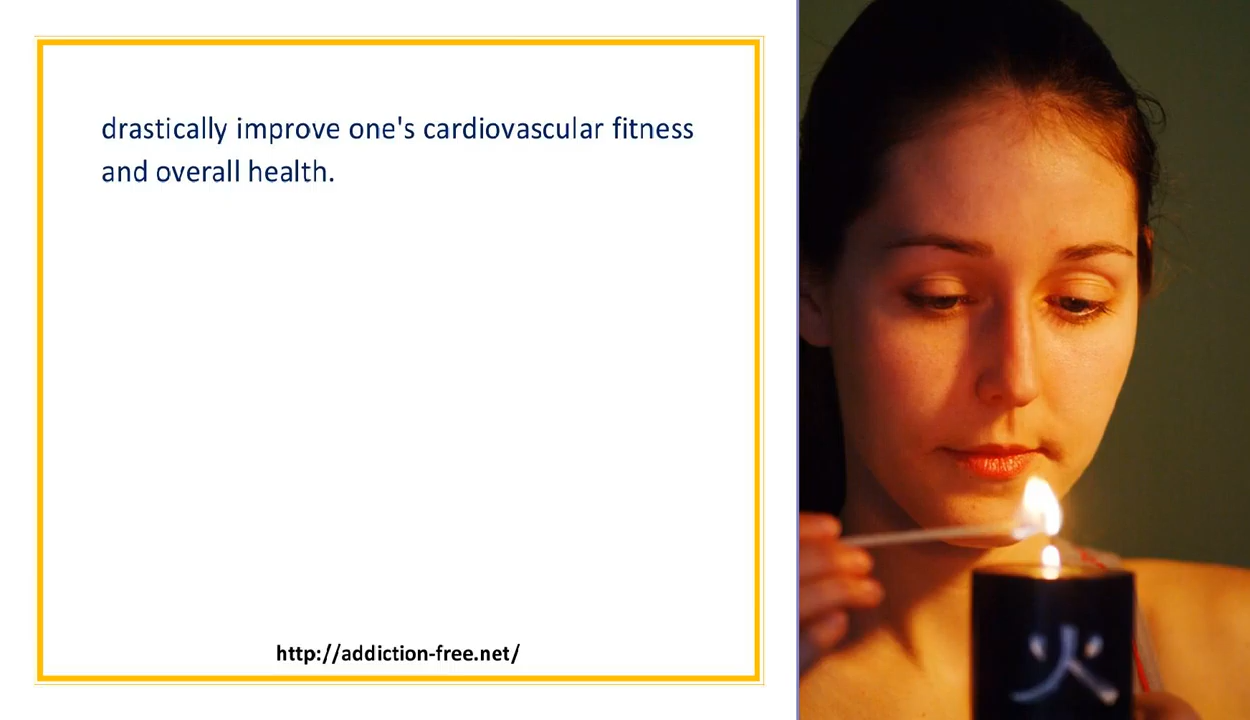 drastically improve one's cardiovascular fitness
and overall health.
http://addiction-free.net/
火